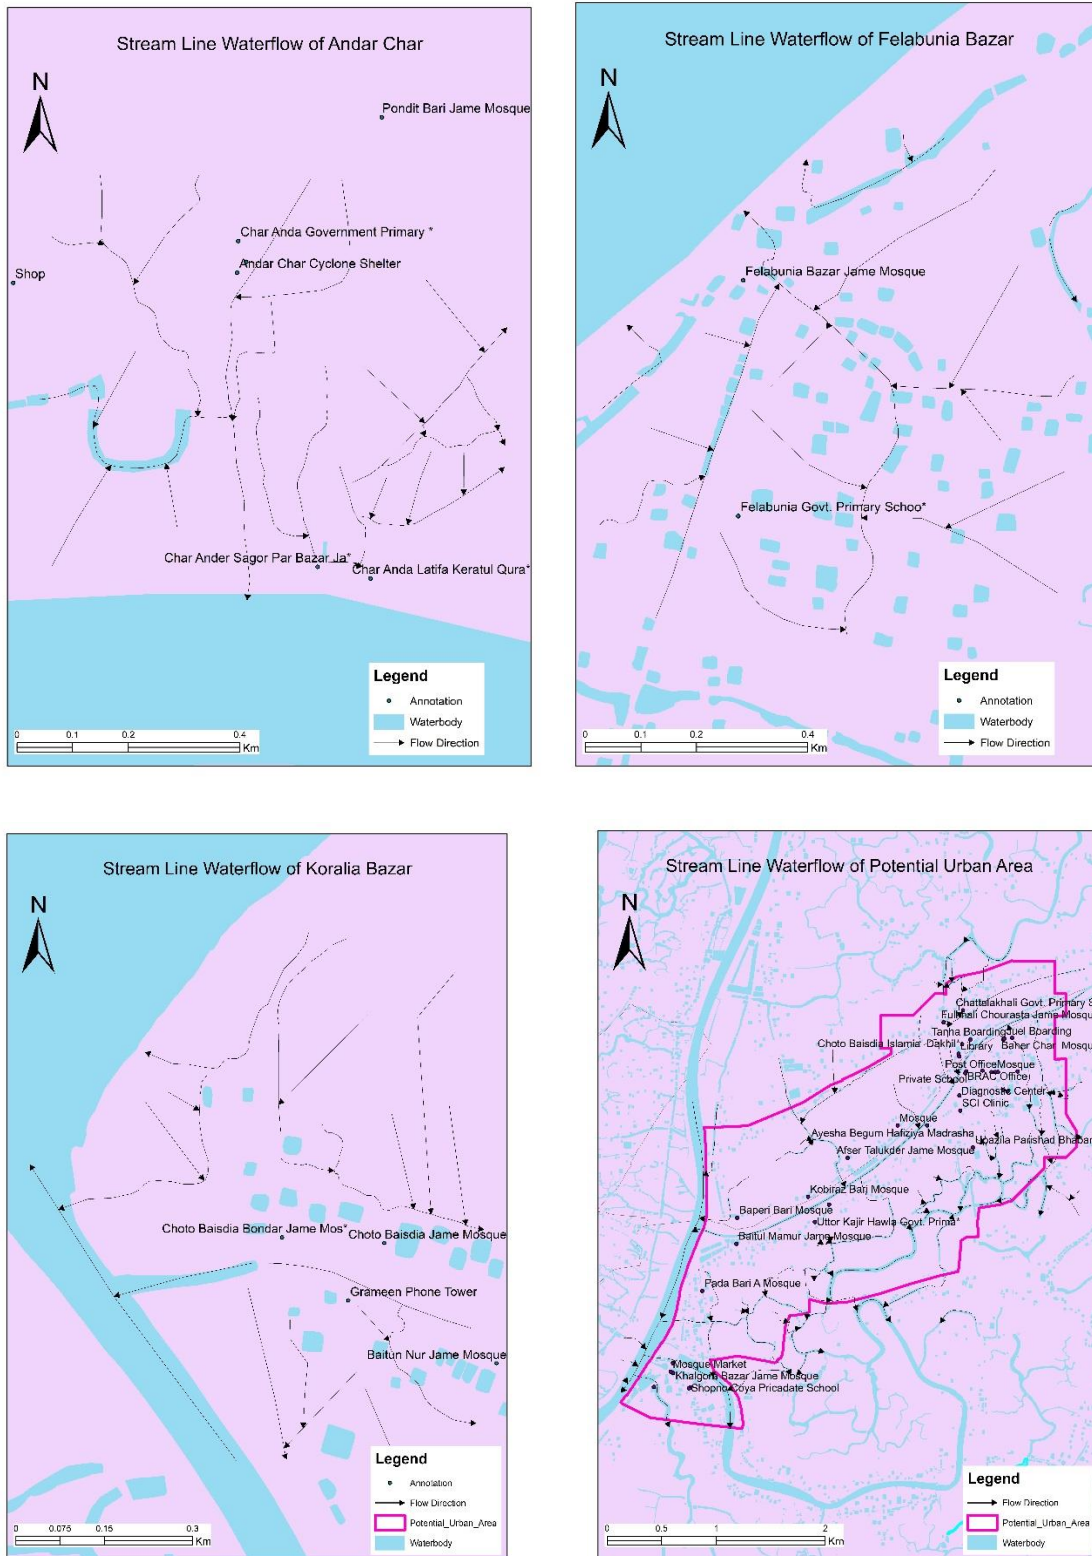 Stream Line Waterflow of Andar Char
N
Pondit Bari Jame Mosque
Char Anda Government Primary *
Andar Char Cyclone Shelter
Shop
Char Ander Sagor Par Bazar Ja*
Char Anda Latifa Keratul Qura*
Legend
Annotation
Waterbody
Flow Direction
0 0.1 0.2 0.4
Km
Stream Line Waterflow of Felabunia Bazar
N
Felabunia Bazar Jame Mosque
Felabunia Govt. Primary Schoo*
Legend
Annotation
Waterbody
Flow Direction
0 0.1 0.2 0.4
Km
Stream Line Waterflow of Koralia Bazar
N
Choto Baisdia Bondar Jame Mos*
Choto Baisdia Jame Mosque
Grameen Phone Tower
Baitun Nur Jame Mosque
Legend
Annotation
Flow Direction
Potential_Urban_Area
Waterbody
0 0.075 0.15 0.3
Km
Stream Line Waterflow of Potential Urban Area
N
Chattelakhali Govt. Primary S
Fulkhali Chourasta Jame Mosqu
Tanha Boarding Juel Boarding
Choto Baisdia Islamia Dakhil*
Library
Baher Char Mosqu
Post Office Mosque
Private School BRAC Office
Diagnostic Center
SCI Clinic
Mosque
Ayesha Begum Hafiziya Madrasha
Upazila Parishad Bhaban
Afser Talukder Jame Mosque
Kobiraz Bari Mosque
Baperi Bari Mosque
Uttor Kajir Hawla Govt. Prima*
Baitul Mamur Jame Mosque
Pada Bari A Mosque
Mosque Market
Khalgora Bazar Jame Mosque
Shopno Coya Pricadate School
Legend
Flow Direction
Potential_Urban_Area
Waterbody
0 0.5 1 2
Km